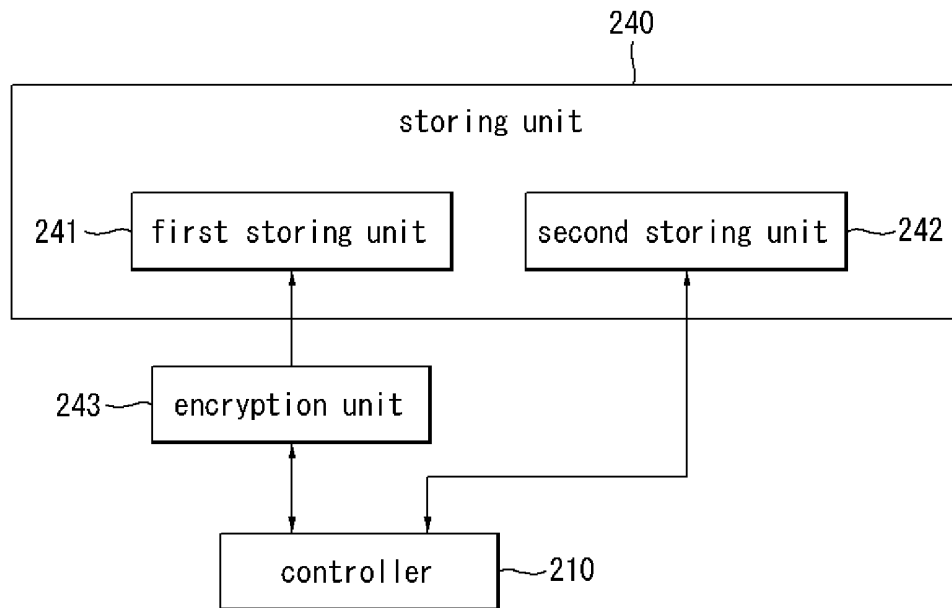 240
storing unit
241 first storing unit second storing unit 242
243 encryption unit
controller 210